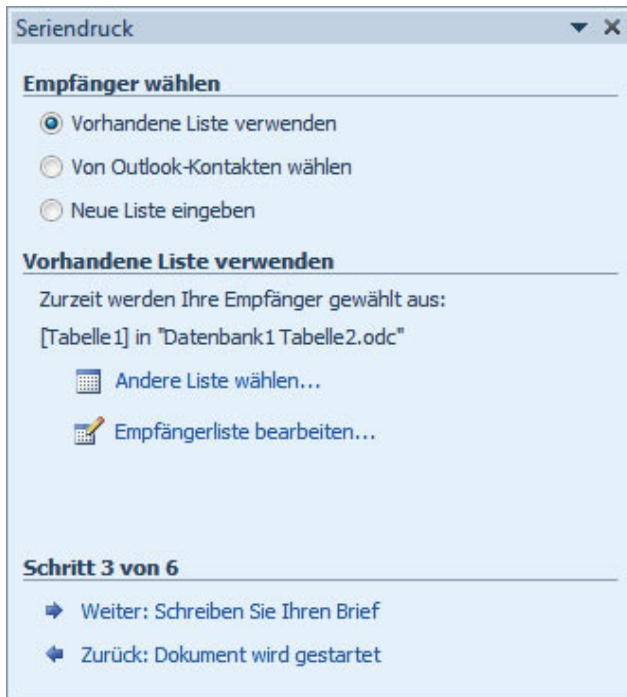 Seriendruck
Empfänger wählen
Vorhandene Liste verwenden
Von Outlook-Kontakten wählen
Neue Liste eingeben
Vorhandene Liste verwenden
Zurzeit werden Ihre Empfänger gewählt aus:
[Tabelle1] in "Datenbank1 Tabelle2.odc"
Andere Liste wählen...
Empfängerliste bearbeiten...
Schritt 3 von 6
Weiter: Schreiben Sie Ihren Brief
Zurück: Dokument wird gestartet